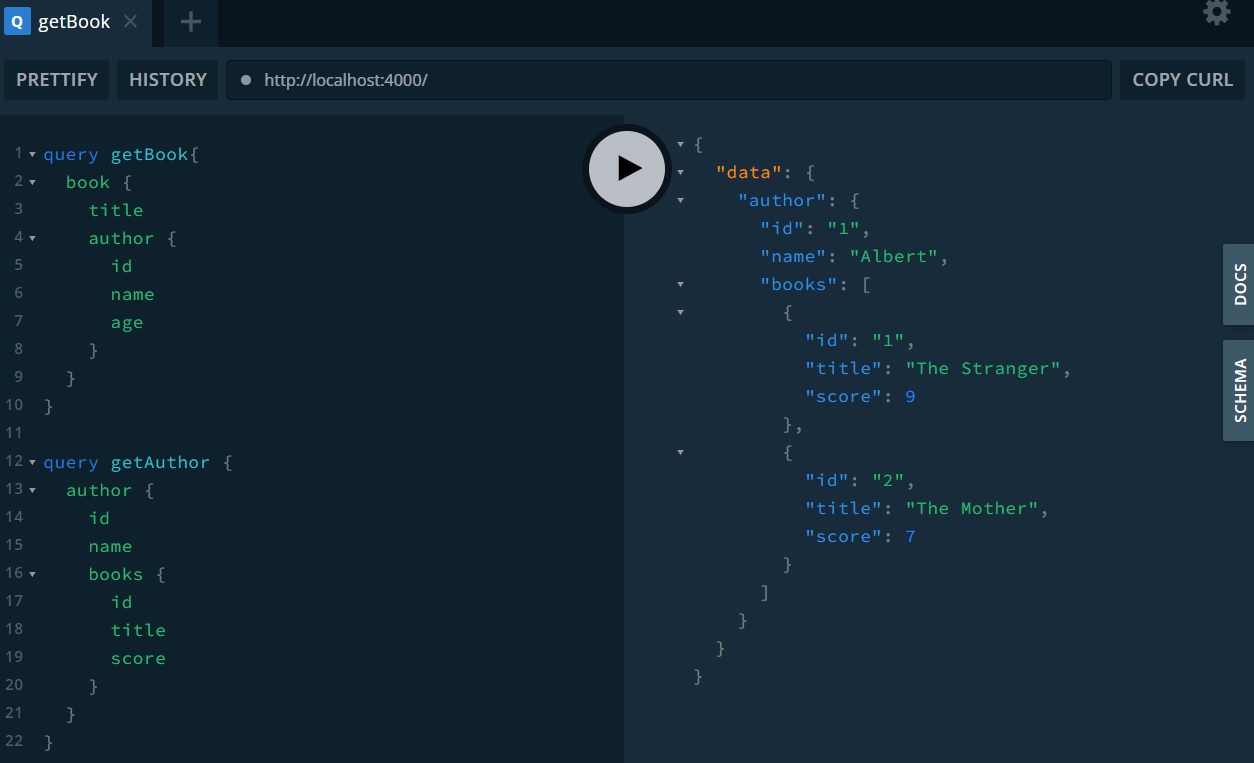 Q getBook
PRETTIFY HISTORY http://localhost:4000/ COPY CURL
1 query getBook{
2 book {
3 title
4 author {
5 id
6 name
7 age
8 }
9 }
10 }
11
12 query getAuthor {
13 author {
14 id
15 name
16 books {
17 id
18 title
19 score
20 }
21 }
22 }
{
"data": {
"author": {
"id": "1",
"name": "Albert",
"books": [
{
"id": "1",
"title": "The Stranger",
"score": 9
},
{
"id": "2",
"title": "The Mother",
"score": 7
}
]
}
}
}
DOCS
SCHEMA